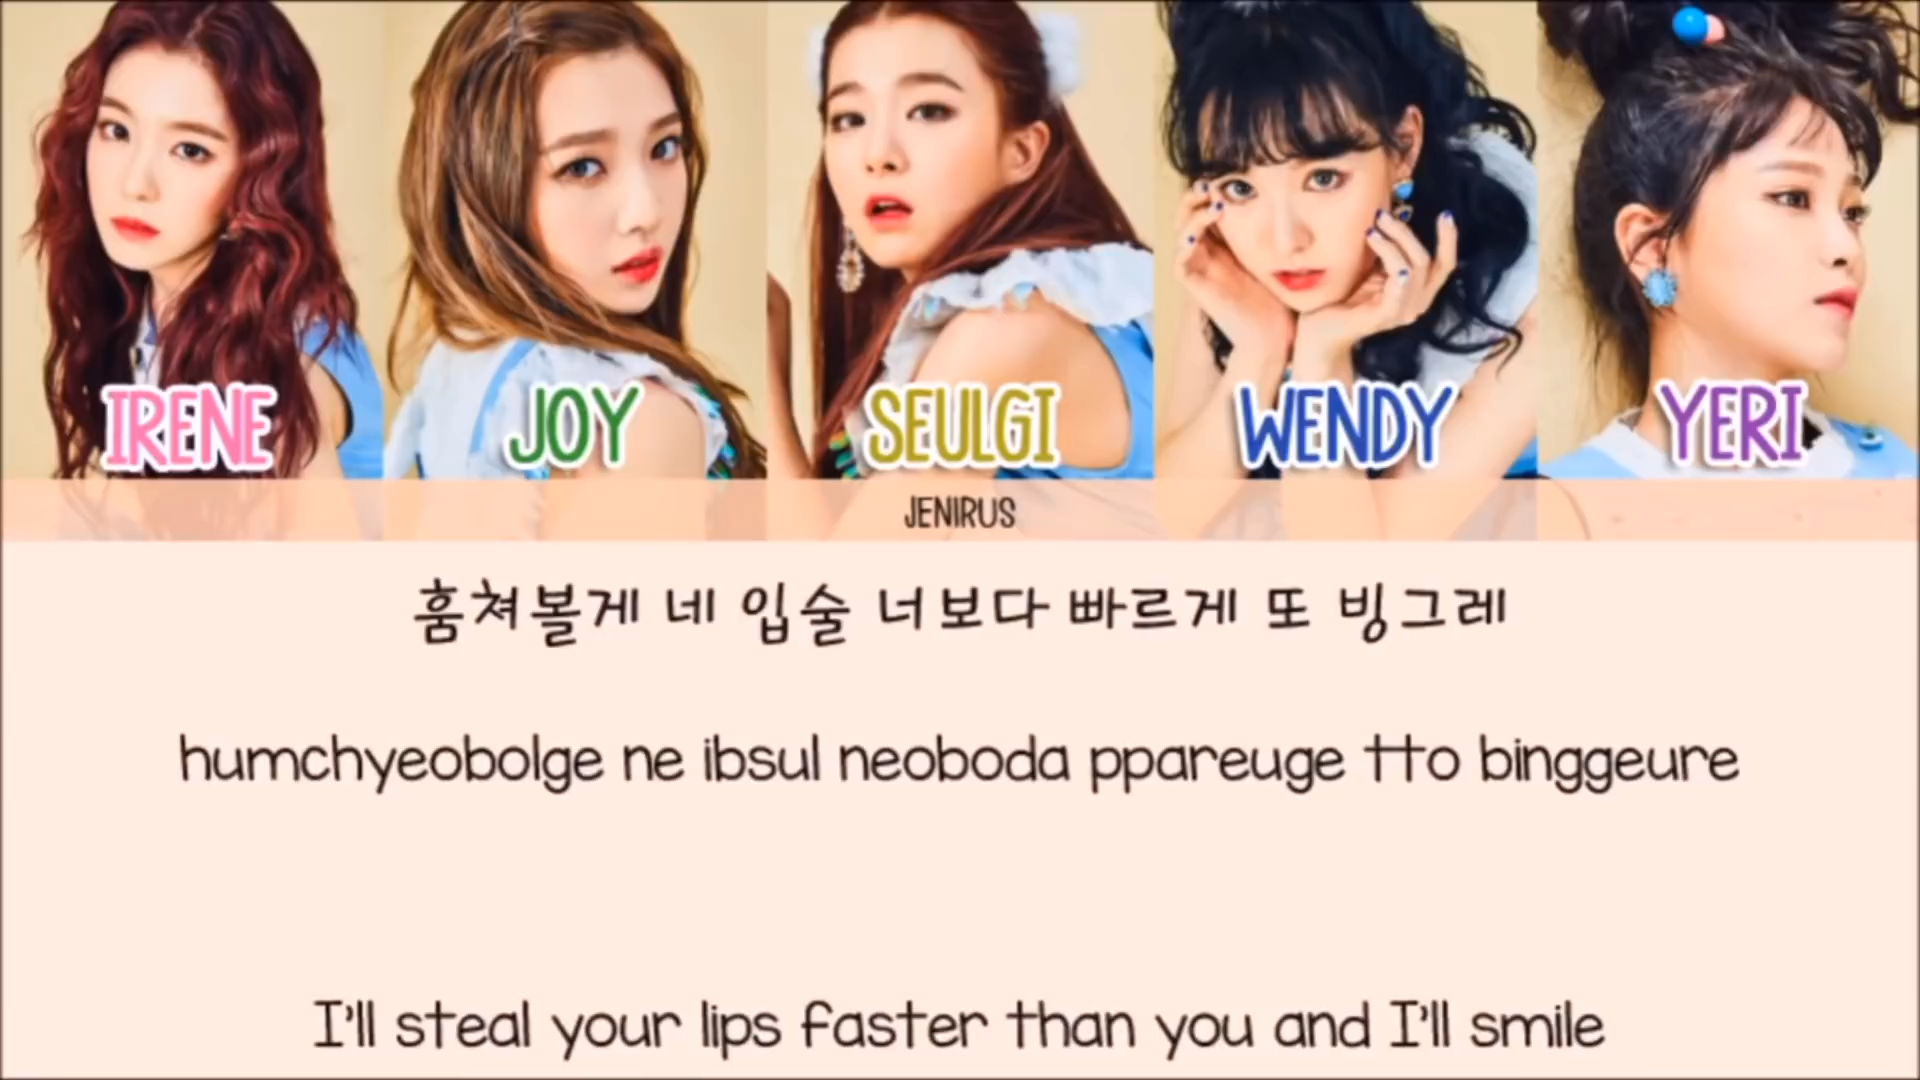 IRENE JOY SEULGI WENDY YERI
JENIRUS
훔쳐볼게 네 입술 너보다 빠르게 또 빙그레
humchyeobolge ne ibsul neoboda ppareuge tto binggeure
I'll steal your lips faster than you and I'll smile